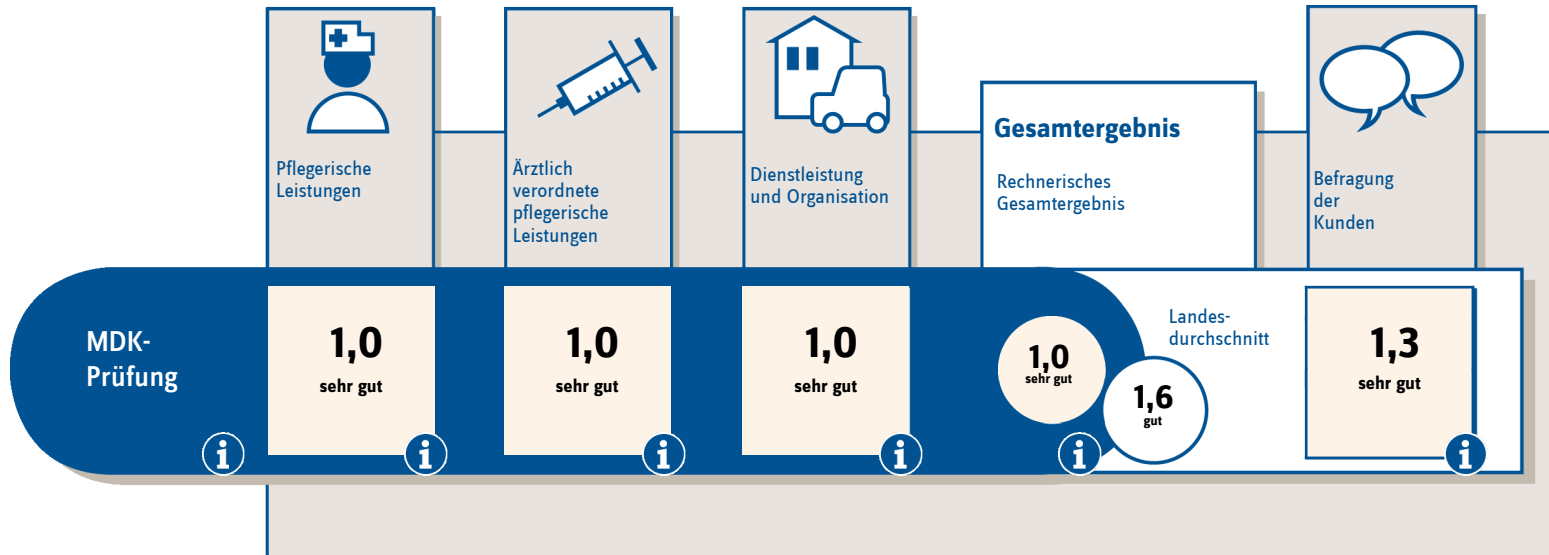 Pflegerische
Leistungen
Ärztlich
verordnete
pflegerische
Leistungen
Dienstleistung
und Organisation
Gesamtergebnis
Rechnerisches
Gesamtergebnis
Befragung
der
Kunden
MDK-
Prüfung
1,0
sehr gut
1,0
sehr gut
1,0
sehr gut
1,0
sehr gut
Landes-
durchschnitt
1,6
gut
1,3
sehr gut
i
i
i
i
i
i